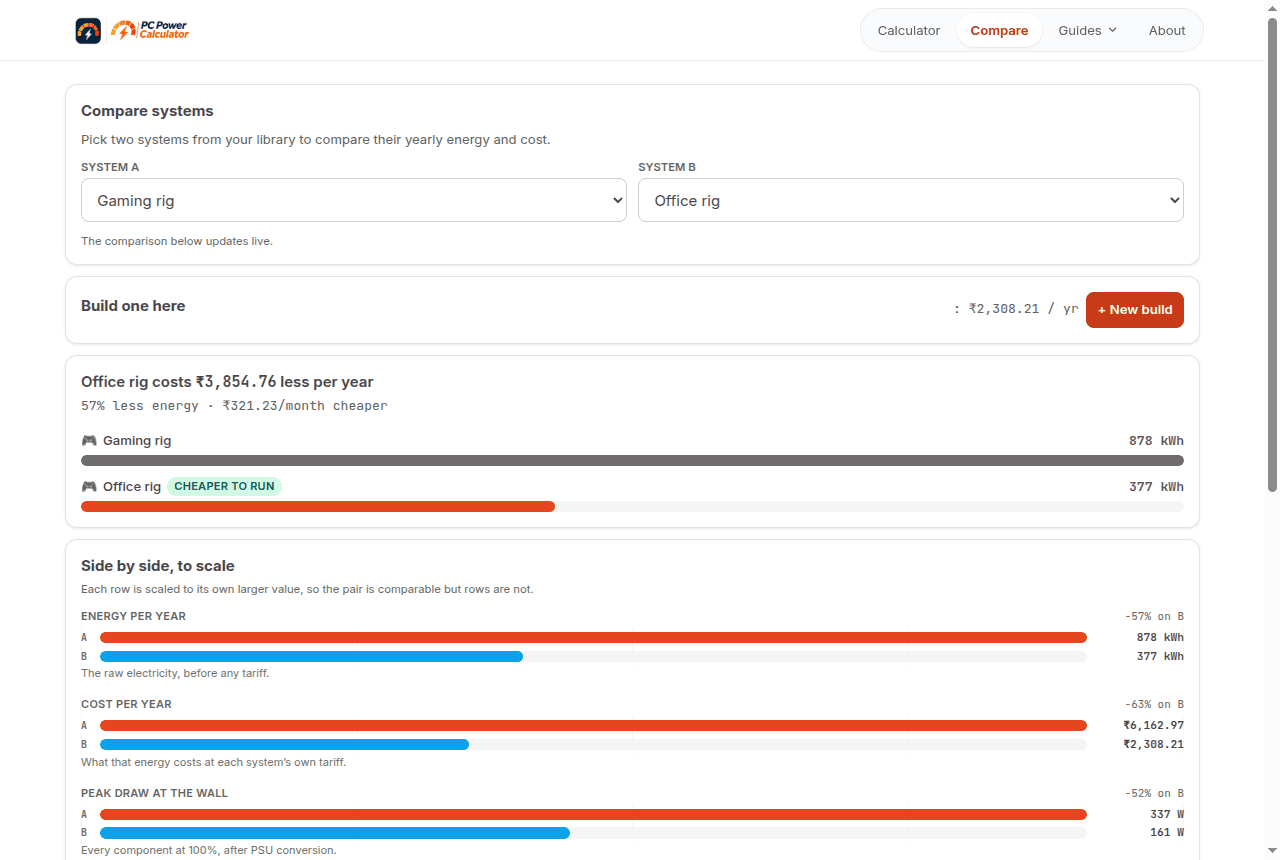 PC Power
Calculator
Calculator
Compare
Guides
About
Compare systems
Pick two systems from your library to compare their yearly energy and cost.
SYSTEM A
SYSTEM B
Gaming rig
Office rig
The comparison below updates live.
Build one here
: ₹2,308.21 / yr
+ New build
Office rig costs ₹3,854.76 less per year
57% less energy · ₹321.23/month cheaper
Gaming rig
878 kWh
Office rig
CHEAPER TO RUN
377 kWh
Side by side, to scale
Each row is scaled to its own larger value, so the pair is comparable but rows are not.
ENERGY PER YEAR
-57% on B
A
878 kWh
B
377 kWh
The raw electricity, before any tariff.
COST PER YEAR
-63% on B
A
₹6,162.97
B
₹2,308.21
What that energy costs at each system's own tariff.
PEAK DRAW AT THE WALL
-52% on B
A
337 W
B
161 W
Every component at 100%, after PSU conversion.